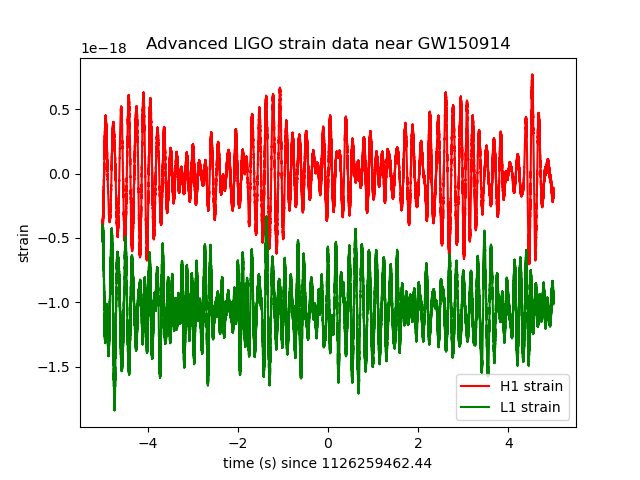 Advanced LIGO strain data near GW150914
1e−18
0.5
0.0
−0.5
−1.0
−1.5
strain
−4
−2
0
2
4
time (s) since 1126259462.44
H1 strain
L1 strain